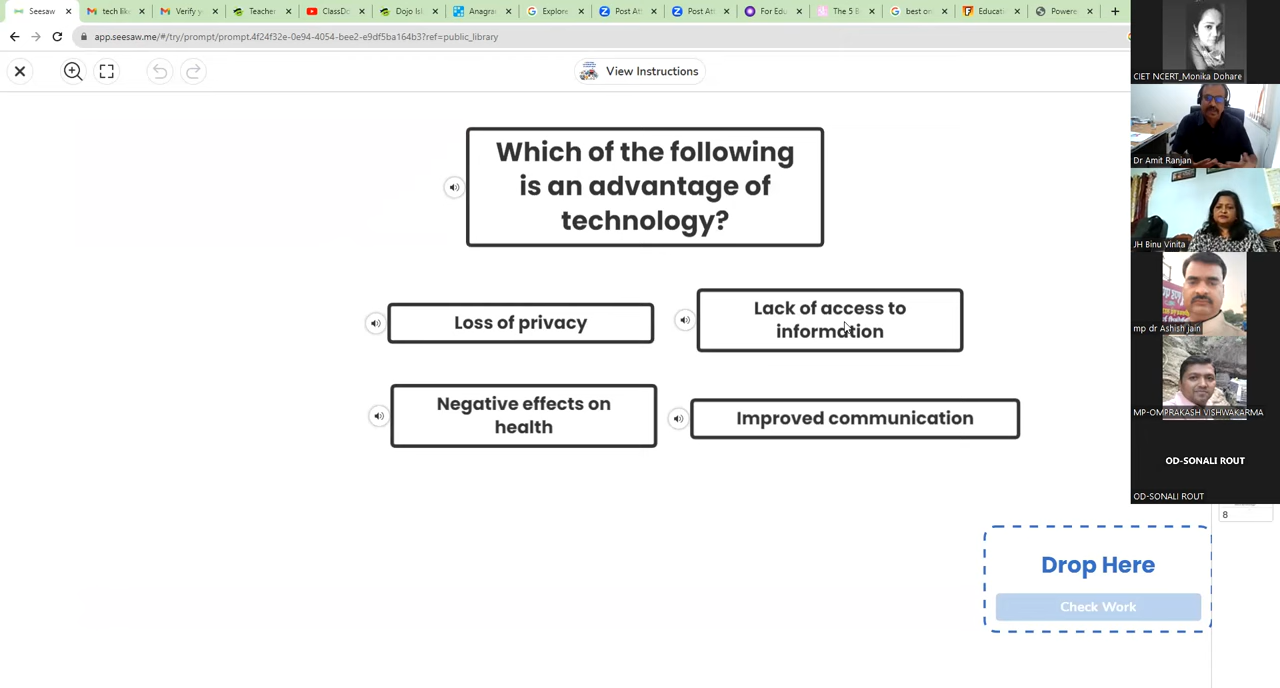 Seesaw
tech lik
Verify y
Teacher
ClassDo
Dojo Isl
Anagra
Explore
Post Att
Post Att
For Edu
The 5 B
best on
Educati
Powere
app.seesaw.me/#/try/prompt/prompt.4f24f32e-0e94-4054-bee2-e9df5ba164b3?ref=public_library
View Instructions
Which of the following
is an advantage of
technology?
Loss of privacy
Lack of access to
information
Negative effects on
health
Improved communication
Drop Here
Check Work
8
CIET NCERT_Monika Dohare
Dr Amit Ranjan
JH Binu Vinita
mp dr Ashish jain
MP-OMPRAKASH VISHWAKARMA
OD-SONALI ROUT
OD-SONALI ROUT